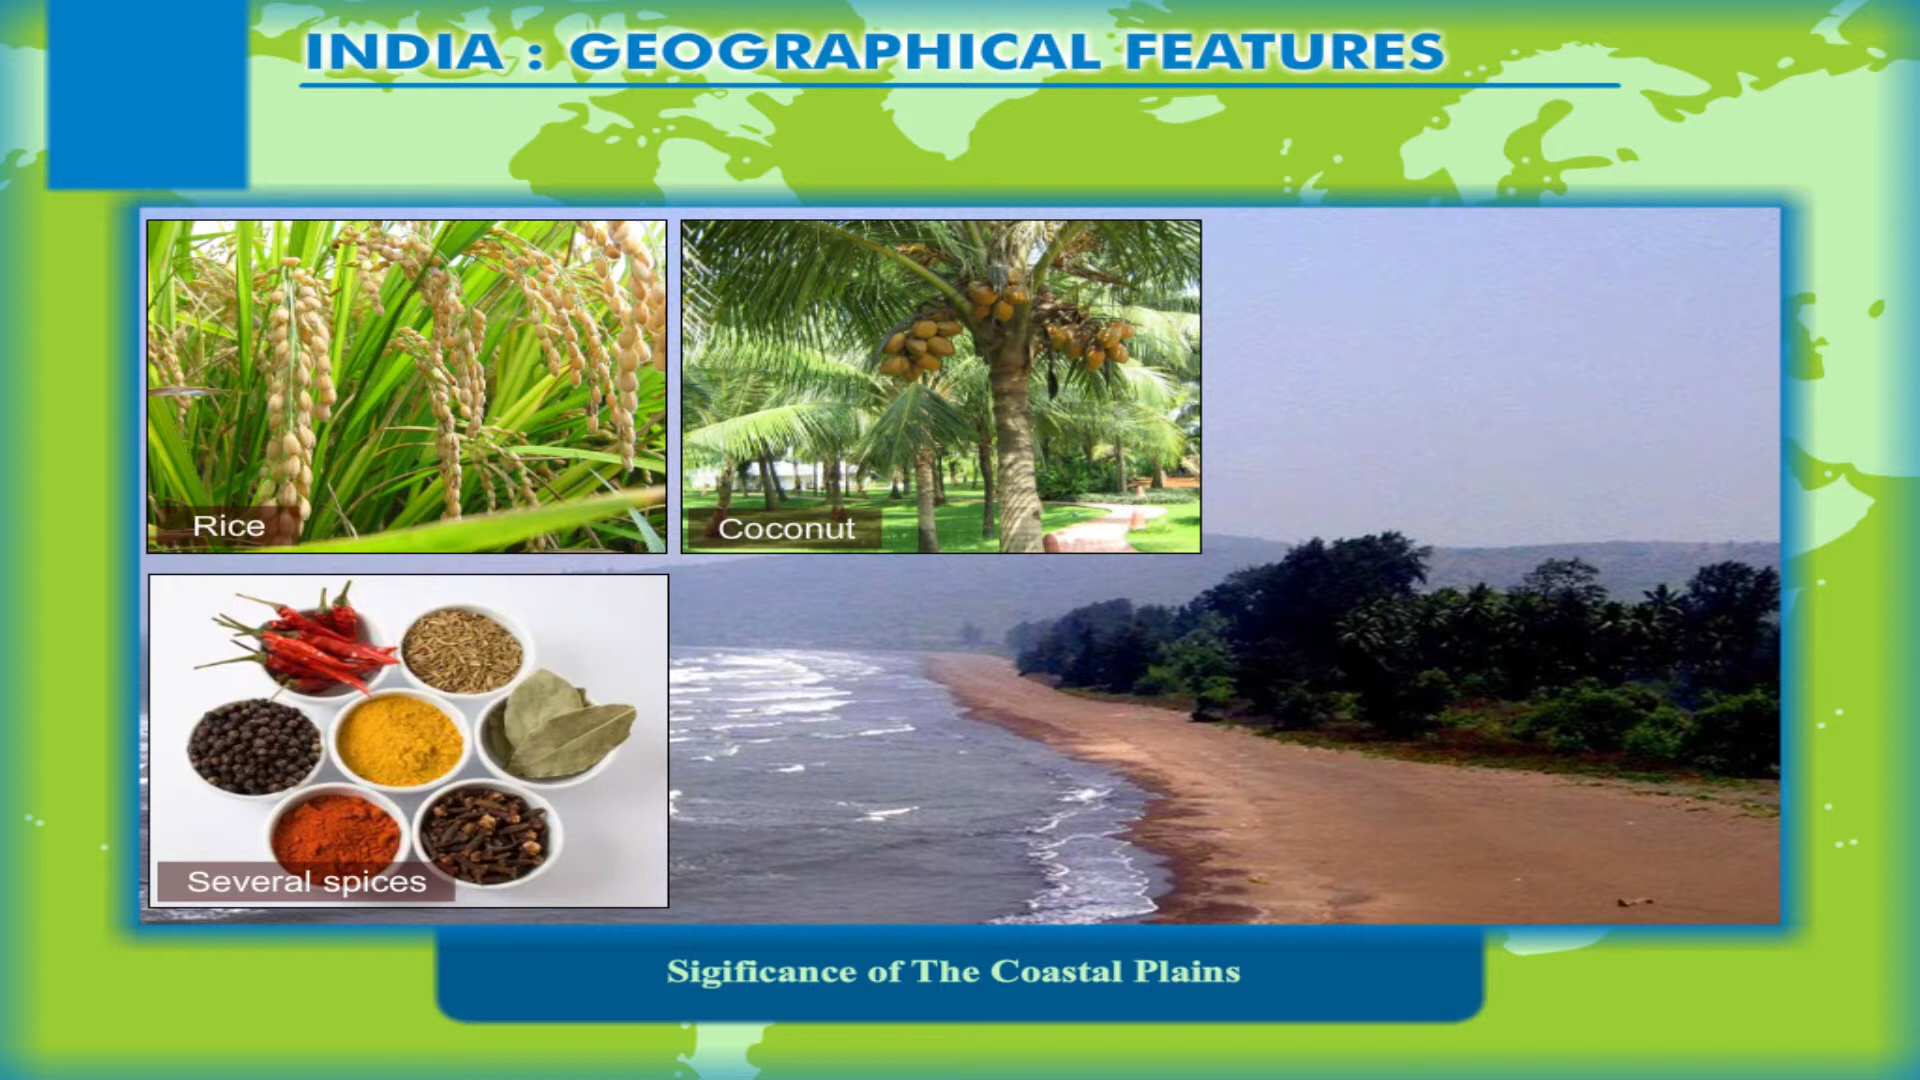 INDIA : GEOGRAPHICAL FEATURES
Rice
Coconut
Several spices
Sigificance of The Coastal Plains